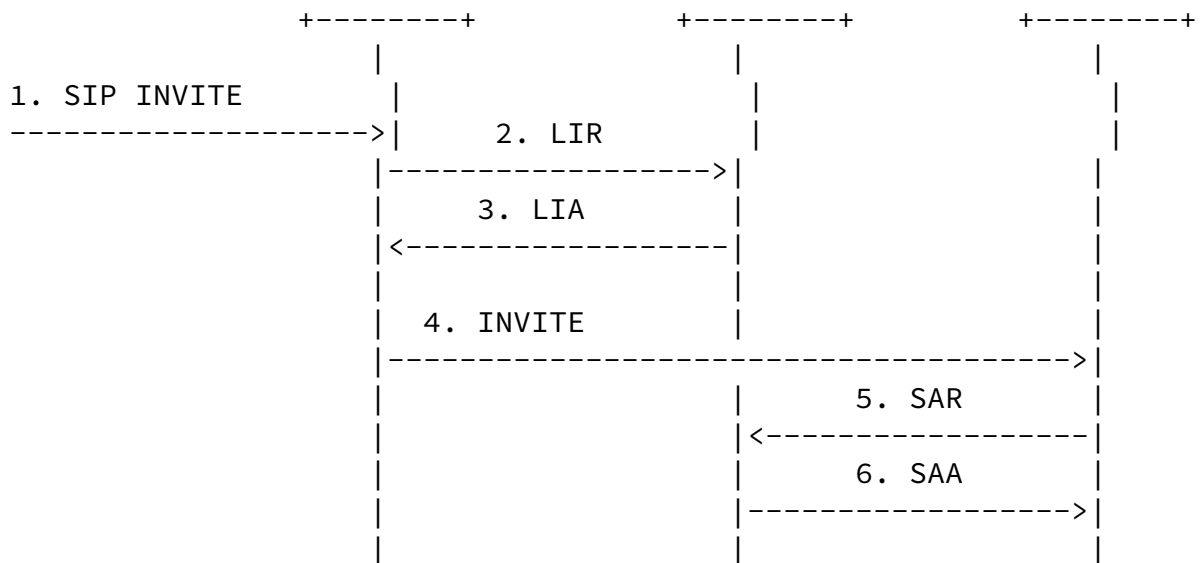 1. SIP INVITE
2. LIR
3. LIA
4. INVITE
5. SAR
6. SAA